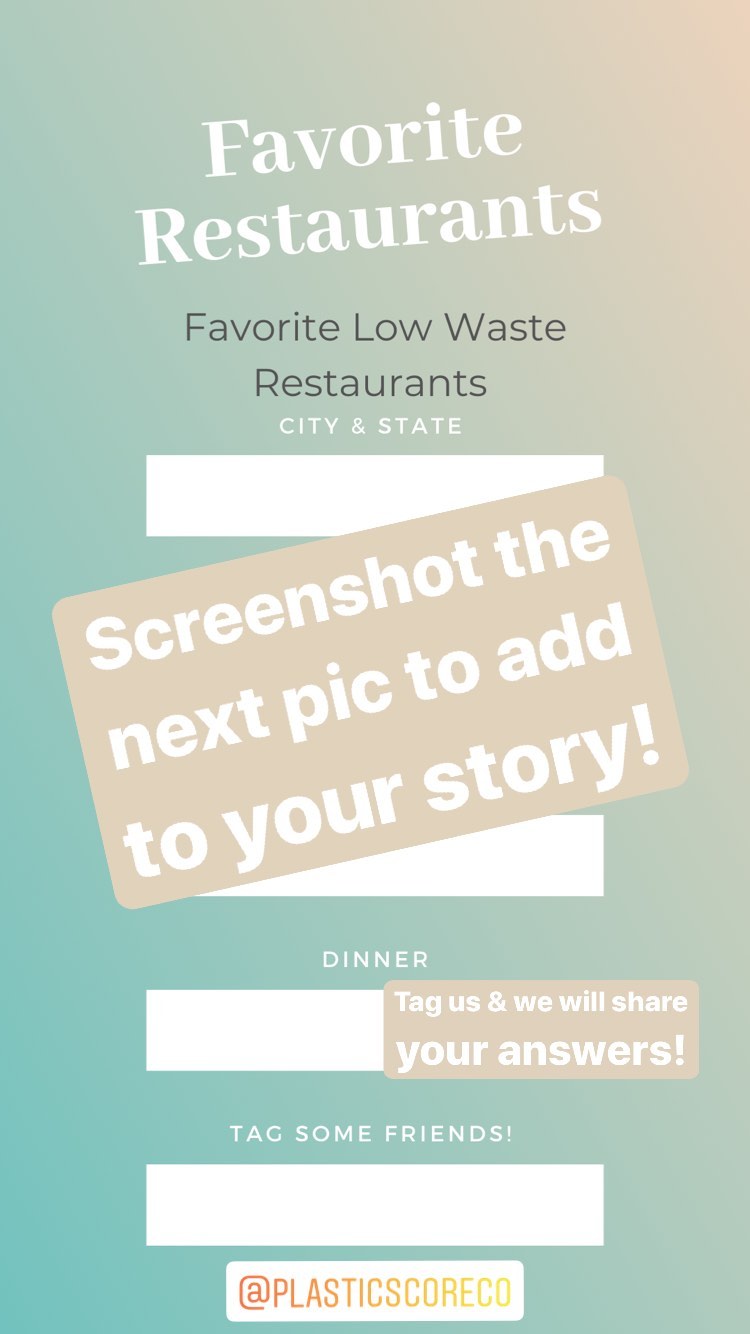 Favorite
Restaurants
Favorite Low Waste
Restaurants
CITY & STATE
Screenshot the
next pic to add
to your story!
DINNER
Tag us & we will share
your answers!
TAG SOME FRIENDS!
@PLASTICSCORECO